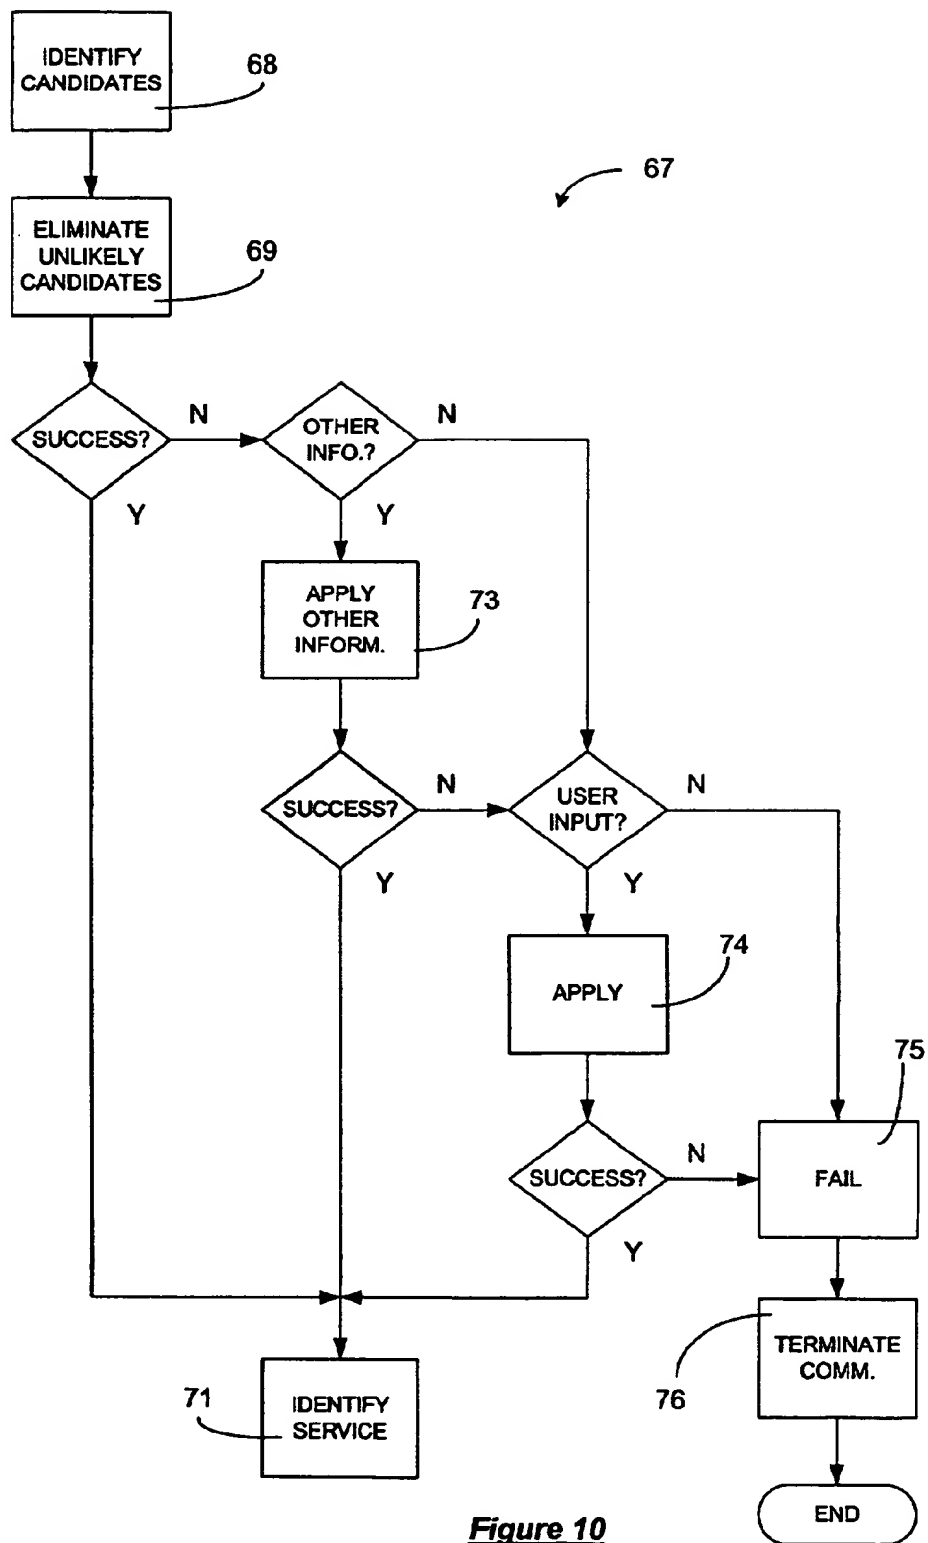 IDENTIFY
CANDIDATES
68
67
ELIMINATE
UNLIKELY
CANDIDATES
69
SUCCESS?
N
Y
OTHER
INFO.?
N
Y
APPLY
OTHER
INFORM.
73
SUCCESS?
N
Y
USER
INPUT?
N
Y
APPLY
74
SUCCESS?
N
Y
75
FAIL
TERMINATE
COMM.
76
71
IDENTIFY
SERVICE
END
Figure 10